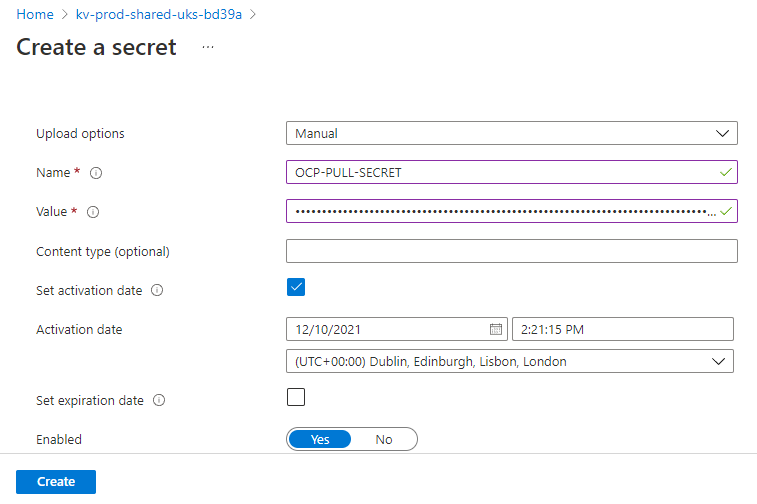 Home > kv-prod-shared-uks-bd39a >
Create a secret ...
Upload options Manual
Name * OCP-PULL-SECRET
Value * ••••••••••••••••••••••••••••••••••••••••••••••••••••••••••••••••••••••••••••••...
Content type (optional)
Set activation date
Activation date 12/10/2021 2:21:15 PM
(UTC+00:00) Dublin, Edinburgh, Lisbon, London
Set expiration date
Enabled Yes No
Create